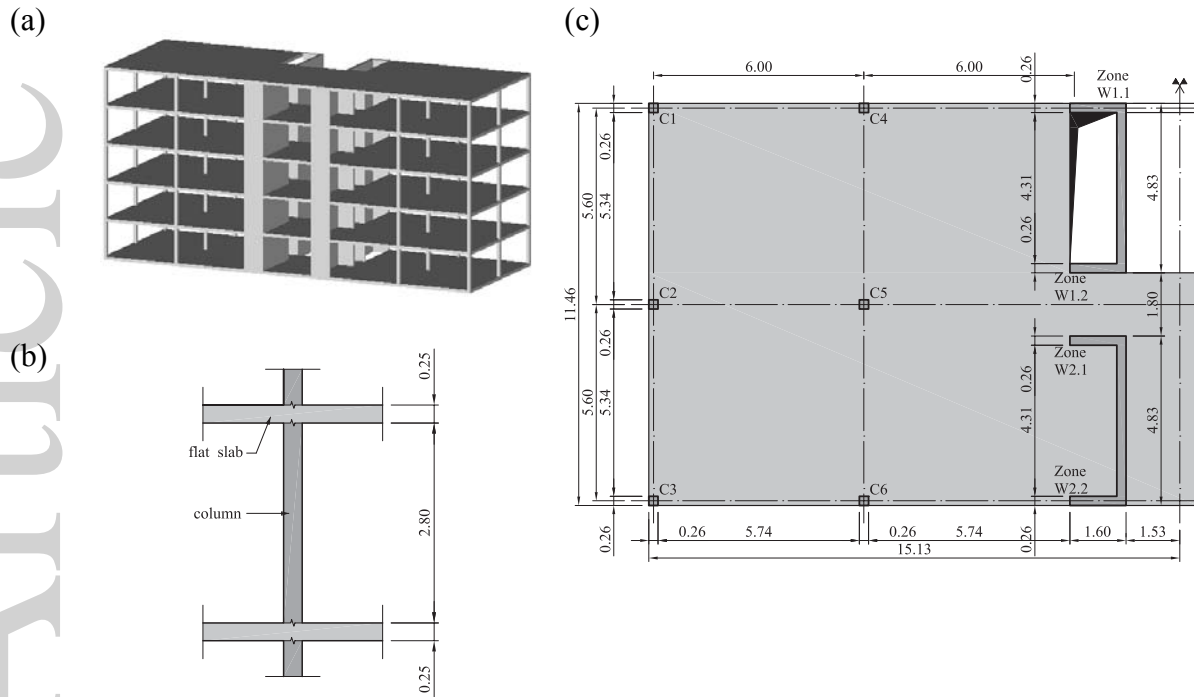 (a)
(b)
0.25
flat slab
column
2.80
0.25
(c)
6.00
6.00
0.26
Zone
W1.1
C1
C4
0.26
5.60
5.34
4.31
4.83
0.26
Zone
W1.2
C2
C5
11.46
0.26
1.80
Zone
W2.1
0.26
5.60
5.34
4.31
4.83
Zone
W2.2
C3
C6
0.26
0.26
5.74
0.26
5.74
0.26
1.60
1.53
15.13
Article